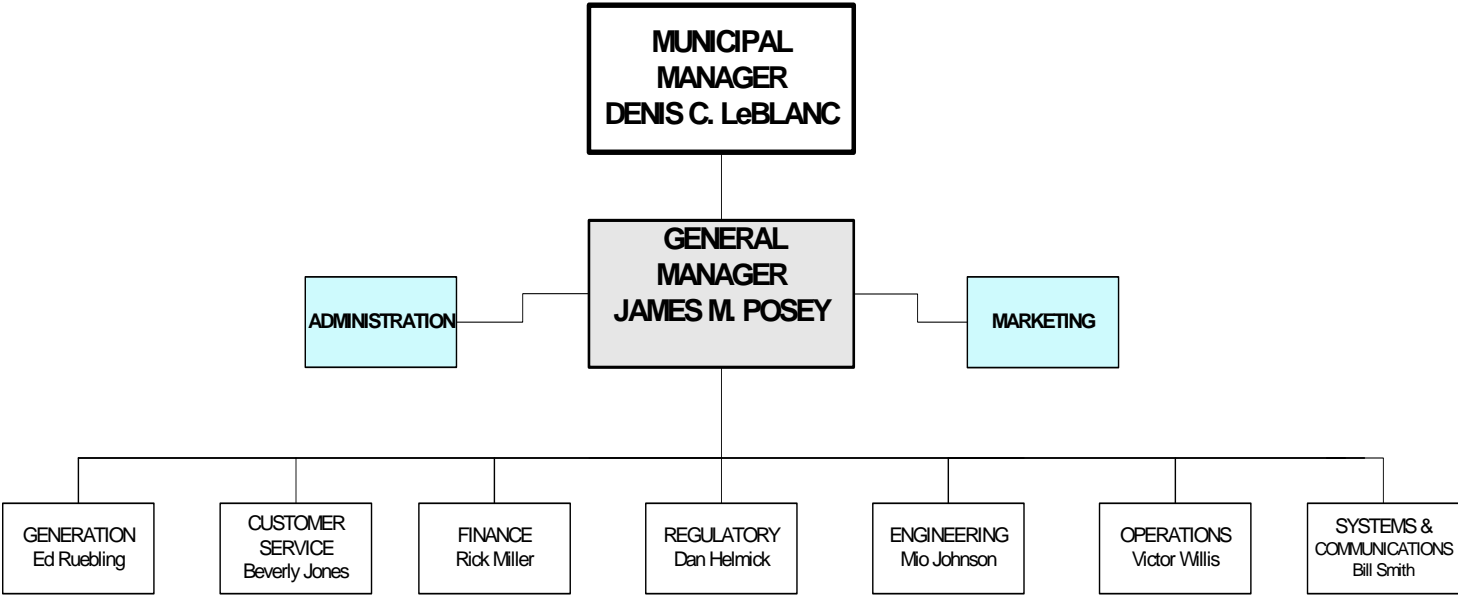 MUNICIPAL
MANAGER
DENIS C. LeBLANC
GENERAL
MANAGER
JAMES M. POSEY
ADMINISTRATION
MARKETING
GENERATION
Ed Ruebling
CUSTOMER
SERVICE
Beverly Jones
FINANCE
Rick Miller
REGULATORY
Dan Helmick
ENGINEERING
Mio Johnson
OPERATIONS
Victor Willis
SYSTEMS &
COMMUNICATIONS
Bill Smith